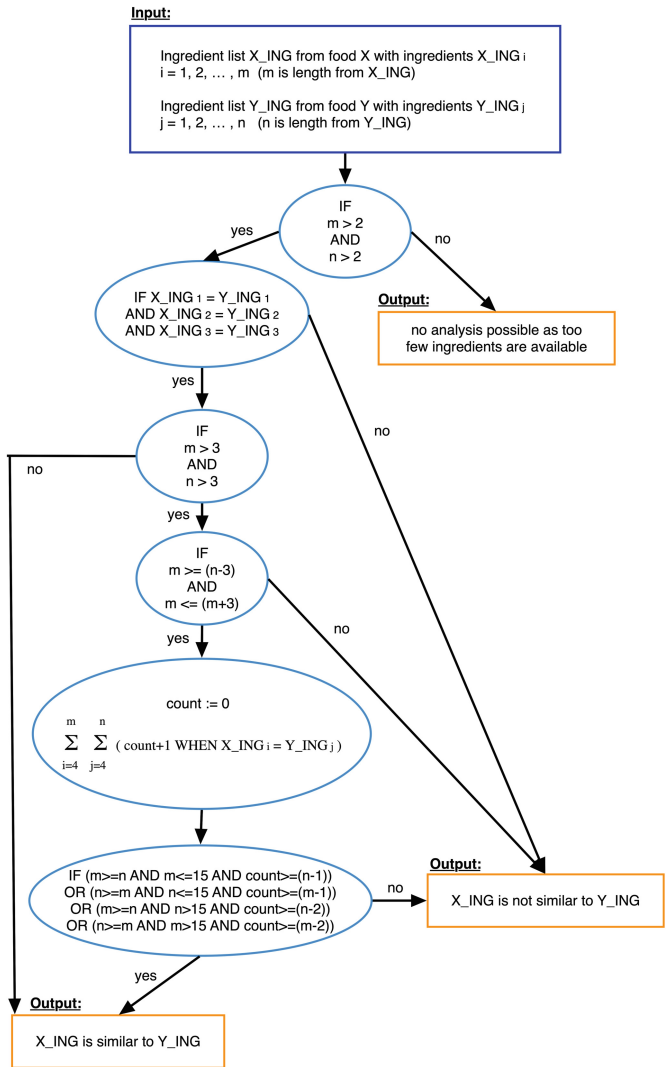 Input:
Ingredient list X_ING from food X with ingredients X_ING i
i = 1, 2, … , m (m is length from X_ING)
Ingredient list Y_ING from food Y with ingredients Y_ING j
j = 1, 2, … , n (n is length from Y_ING)
IF
m > 2
AND
n > 2
yes
no
Output:
no analysis possible as too
few ingredients are available
IF X_ING 1 = Y_ING 1
AND X_ING 2 = Y_ING 2
AND X_ING 3 = Y_ING 3
yes
no
IF
m > 3
AND
n > 3
no
yes
IF
m >= (n-3)
AND
m <= (m+3)
no
yes
count := 0
m n
Σ Σ ( count+1 WHEN X_ING i = Y_ING j )
i=4 j=4
IF (m>=n AND m<=15 AND count>=(n-1))
OR (n>=m AND n<=15 AND count>=(m-1))
OR (m>=n AND n>15 AND count>=(n-2))
OR (n>=m AND m>15 AND count>=(m-2))
no
Output:
X_ING is not similar to Y_ING
yes
Output:
X_ING is similar to Y_ING